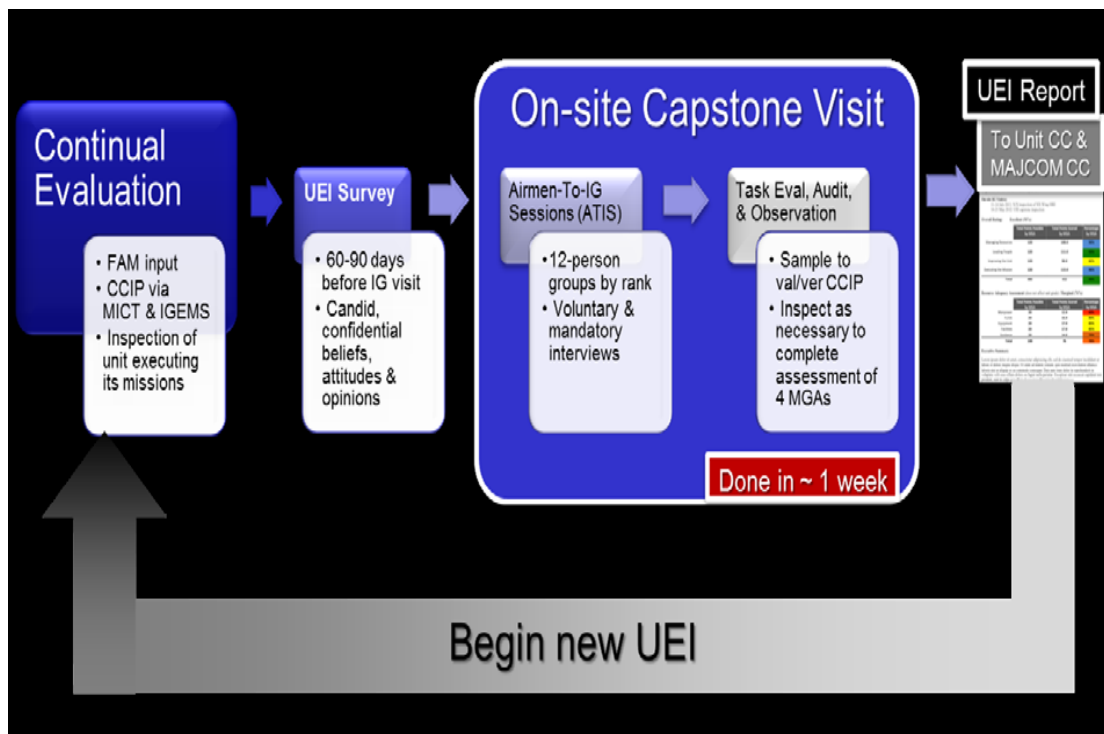 Continual
Evaluation
• FAM input
• CCIP via
MICT & IGEMS
• Inspection of
unit executing
its missions
UEI Survey
• 60-90 days
before IG visit
• Candid,
confidential
beliefs,
attitudes &
opinions
On-site Capstone Visit
Airmen-To-IG
Sessions (ATIS)
• 12-person
groups by rank
• Voluntary &
mandatory
interviews
Task Eval, Audit,
& Observation
• Sample to
val/ver CCIP
• Inspect as
necessary to
complete
assessment of
4 MGAs
Done in ~ 1 week
UEI Report
To Unit CC &
MAJCOM CC
Begin new UEI